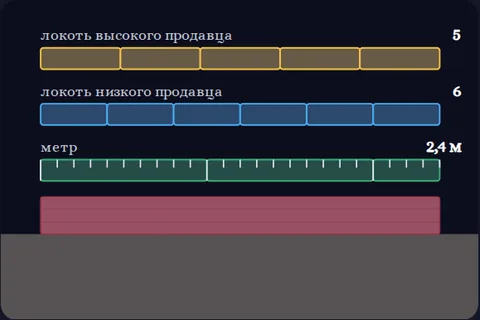 локоть высокого продавца 5
локоть низкого продавца 6
метр 2,4 м